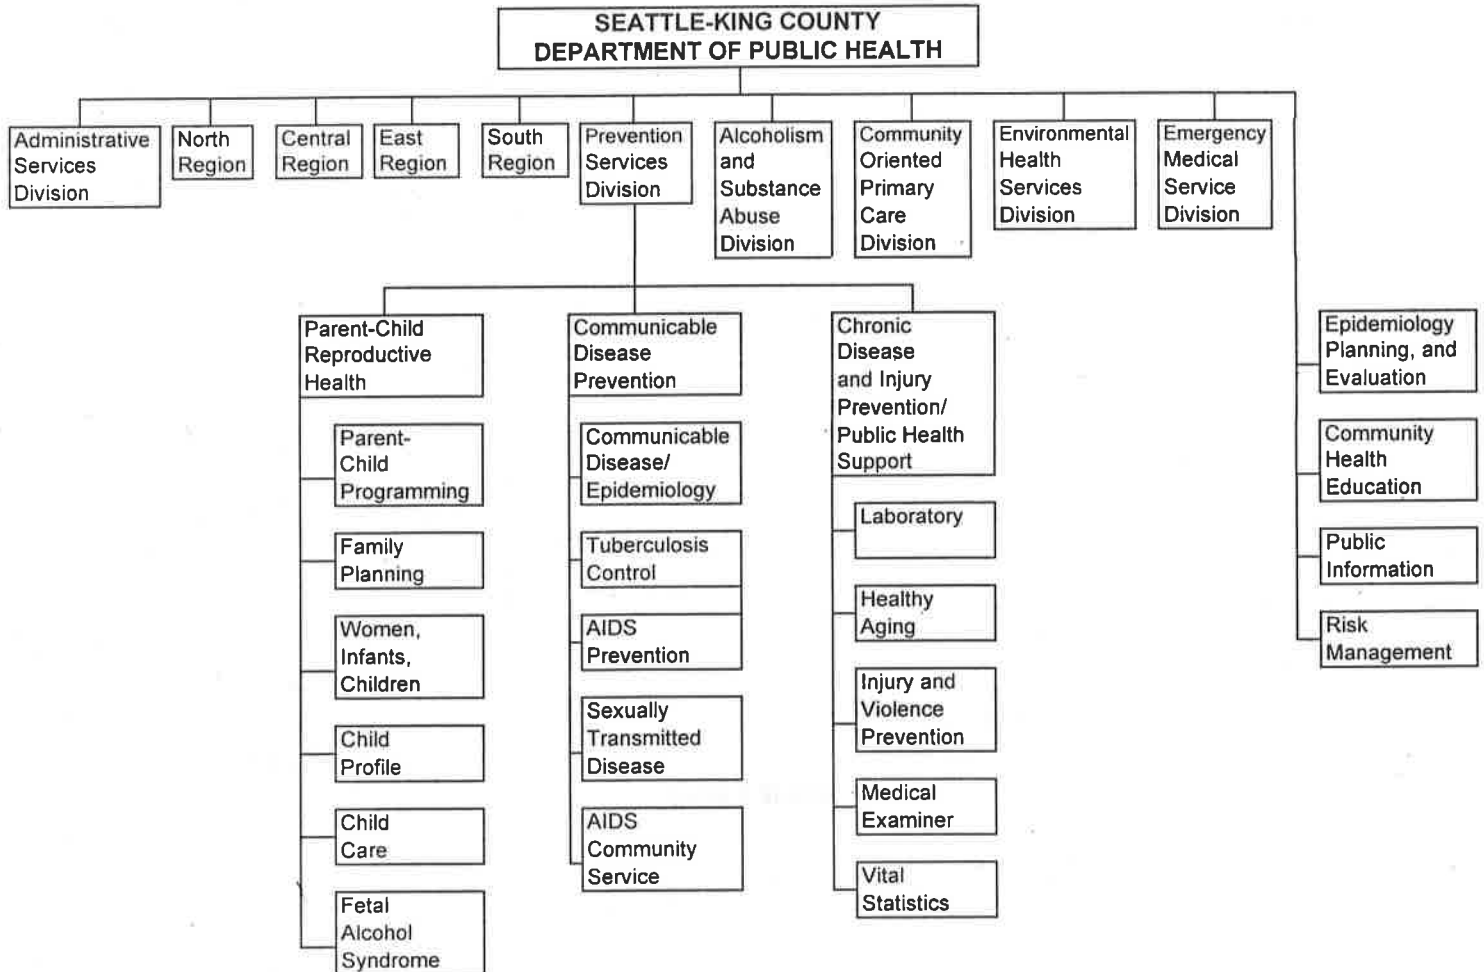 SEATTLE-KING COUNTY
DEPARTMENT OF PUBLIC HEALTH
Administrative
Services
Division
North
Region
Central
Region
East
Region
South
Region
Prevention
Services
Division
Alcoholism
and
Substance
Abuse
Division
Community
Oriented
Primary
Care
Division
Environmental
Health
Services
Division
Emergency
Medical
Service
Division
Parent-Child
Reproductive
Health
Parent-
Child
Programming
Family
Planning
Women,
Infants,
Children
Child
Profile
Child
Care
Fetal
Alcohol
Syndrome
Communicable
Disease
Prevention
Communicable
Disease/
Epidemiology
Tuberculosis
Control
AIDS
Prevention
Sexually
Transmitted
Disease
AIDS
Community
Service
Chronic
Disease
and Injury
Prevention/
Public Health
Support
Laboratory
Healthy
Aging
Injury and
Violence
Prevention
Medical
Examiner
Vital
Statistics
Epidemiology
Planning, and
Evaluation
Community
Health
Education
Public
Information
Risk
Management